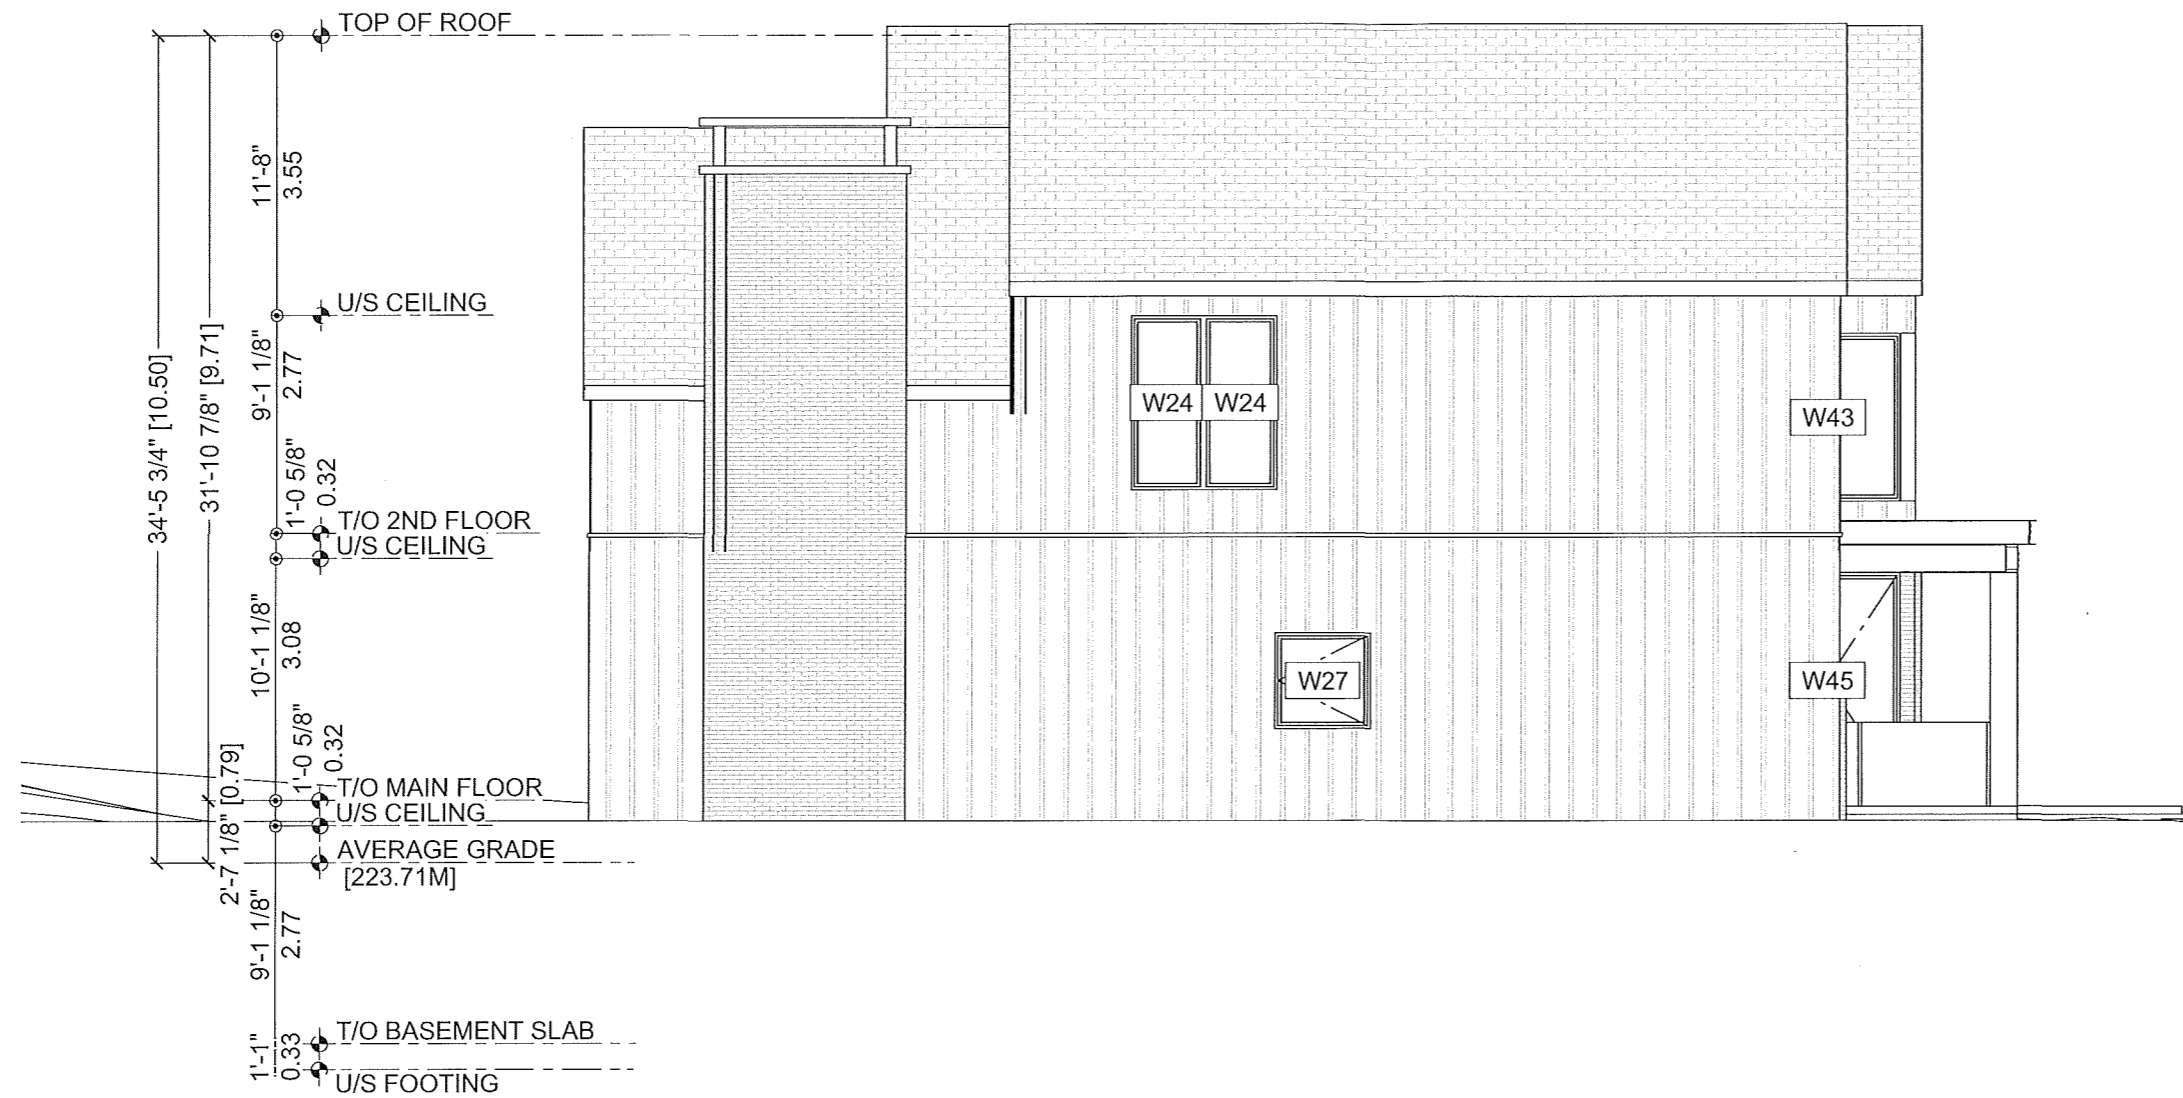 TOP OF ROOF
11'-8"
3.55
U/S CEILING
34'-5 3/4" [10.50]
31'-10 7/8" [9.71]
9'-1 1/8"
2.77
W24
W24
W43
1'-0 5/8"
0.32
T/O 2ND FLOOR
U/S CEILING
10'-1 1/8"
3.08
W27
W45
1'-0 5/8"
0.32
T/O MAIN FLOOR
U/S CEILING
2'-7 1/8" [0.79]
AVERAGE GRADE
[223.71M]
9'-1 1/8"
2.77
T/O BASEMENT SLAB
1'-1"
0.33
U/S FOOTING